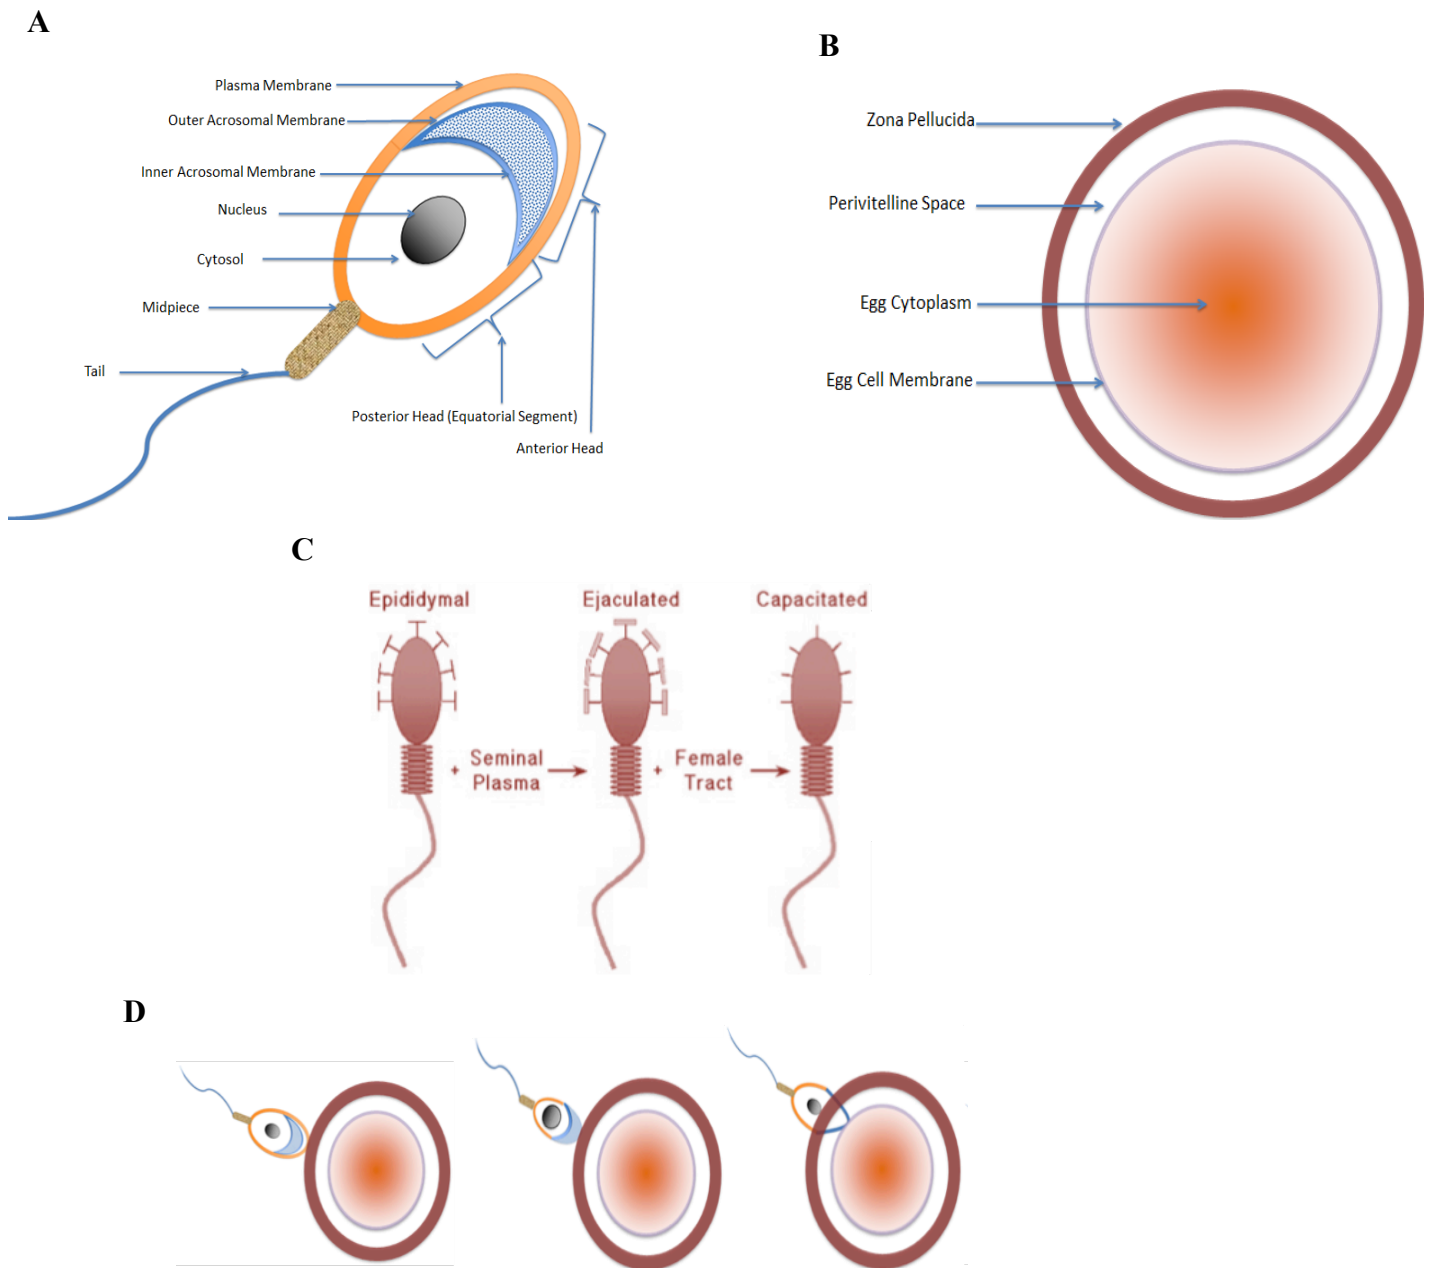 A
Plasma Membrane
Outer Acrosomal Membrane
Inner Acrosomal Membrane
Nucleus
Cytosol
Midpiece
Tail
Posterior Head (Equatorial Segment)
Anterior Head
B
Zona Pellucida
Perivitelline Space
Egg Cytoplasm
Egg Cell Membrane
C
Epididymal
Ejaculated
Capacitated
+ Seminal
Plasma
+ Female
Tract
D